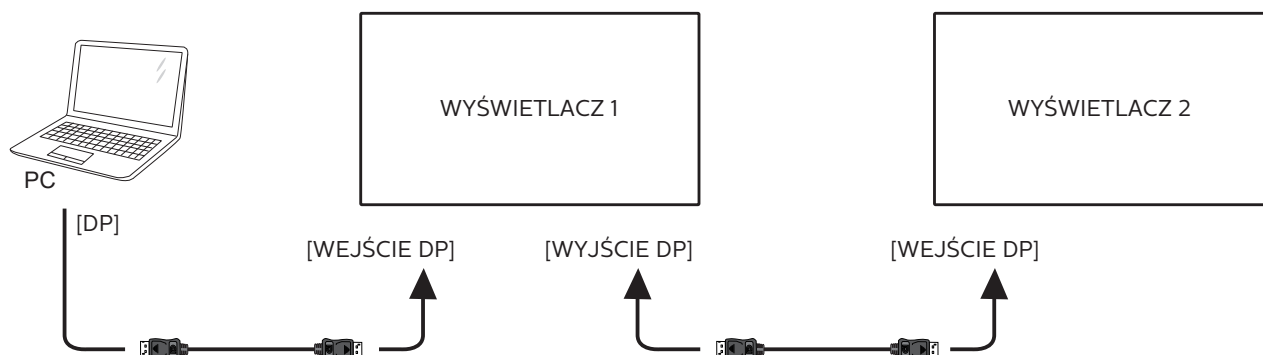 WYŚWIETLACZ 1
WYŚWIETLACZ 2
PC
[DP]
[WEJŚCIE DP]
[WYJŚCIE DP]
[WEJŚCIE DP]